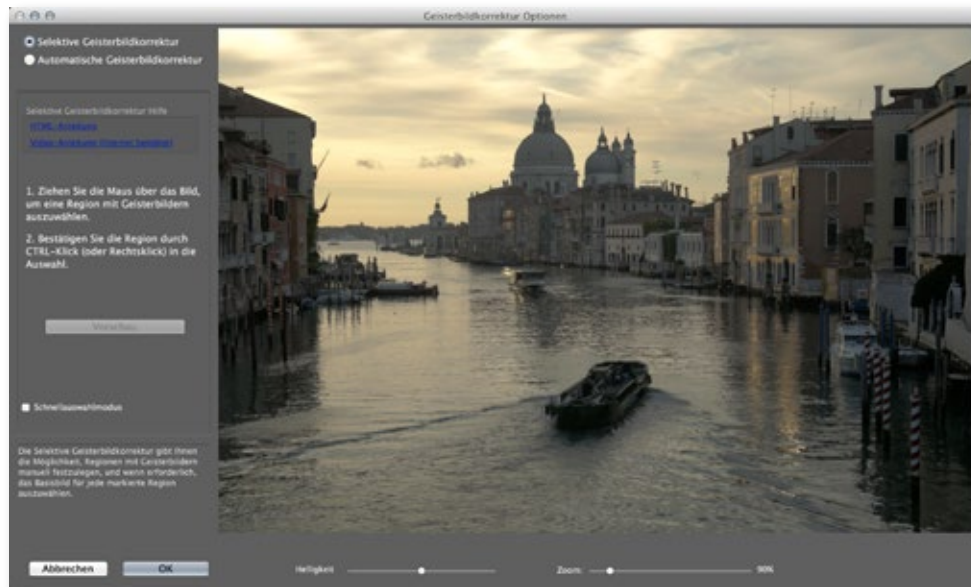 Geisterbildkorrektur Optionen
Selektive Geisterbildkorrektur
Automatische Geisterbildkorrektur
Selektive Geisterbildkorrektur Hilfe
HTML-Anleitung
Video-Anleitung (Internet benötigt)
1. Ziehen Sie die Maus über das Bild,
um eine Region mit Geisterbildern
auszuwählen.
2. Bestätigen Sie die Region durch
CTRL-Klick (oder Rechtsklick) in die
Auswahl.
Vorschau
Schnellauswahlmodus
Die Selektive Geisterbildkorrektur gibt Ihnen
die Möglichkeit, Regionen mit Geisterbildern
manuell festzulegen, und wenn erforderlich,
das Basisbild für jede markierte Region
auszuwählen.
Abbrechen
OK
Helligkeit
Zoom:
90%